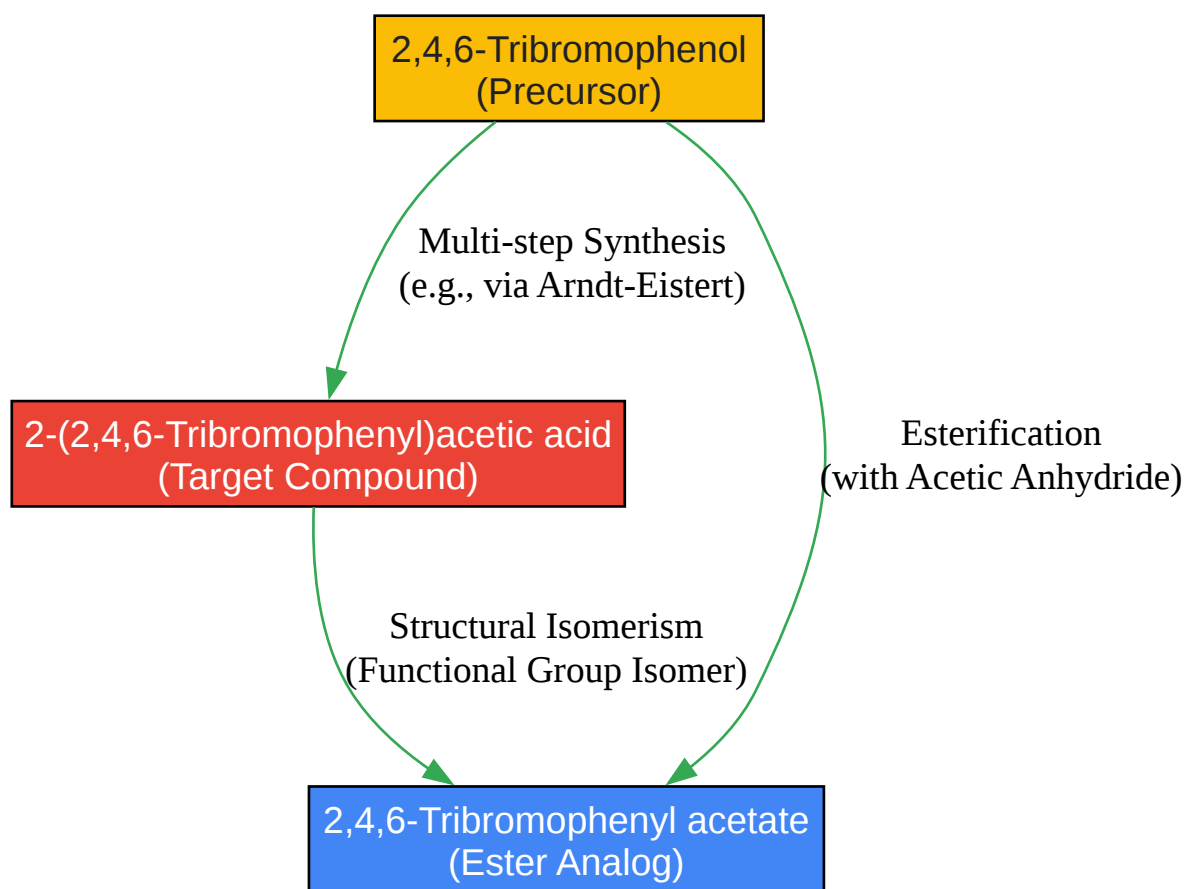 2,4,6-Tribromophenol
(Precursor)
Multi-step Synthesis
(e.g., via Arndt-Eistert)
2-(2,4,6-Tribromophenyl)acetic acid
(Target Compound)
Esterification
(with Acetic Anhydride)
Structural Isomerism
(Functional Group Isomer)
2,4,6-Tribromophenyl acetate
(Ester Analog)